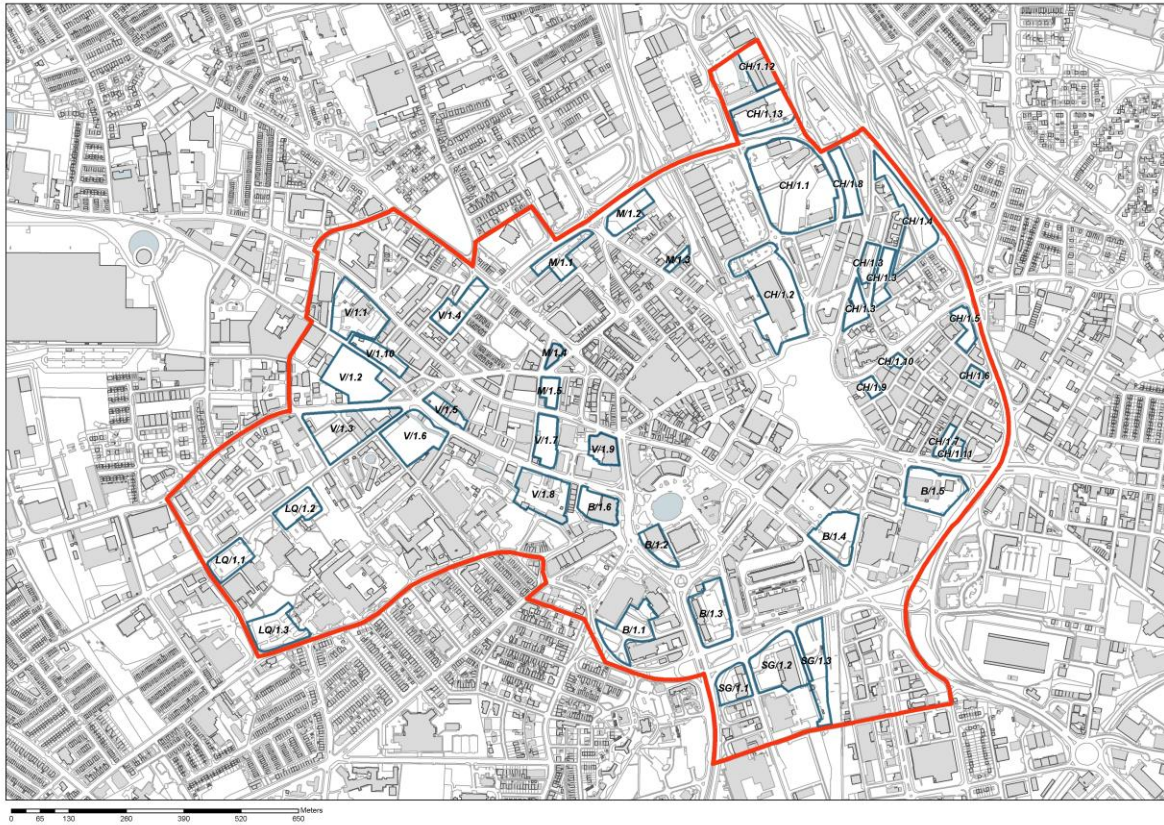 CH/1.12
CH/1.13
CH/1.1
CH/1.8
M/1.2
CH/1.4
M/1.1
M/1.3
CH/1.3
CH/1.3
CH/1.2
CH/1.3
V/1.1
V/1.4
CH/1.5
V/1.10
M/1.4
CH/1.10
V/1.2
CH/1.6
M/1.5
CH/1.9
V/1.5
V/1.3
V/1.6
V/1.7
V/1.9
CH/1.7
CH/1.11
V/1.8
B/1.5
LQ/1.2
B/1.6
B/1.4
B/1.2
LQ/1.1
B/1.3
LQ/1.3
B/1.1
SG/1.2
SG/1.3
SG/1.1
Meters
0 65 130 260 390 520 650